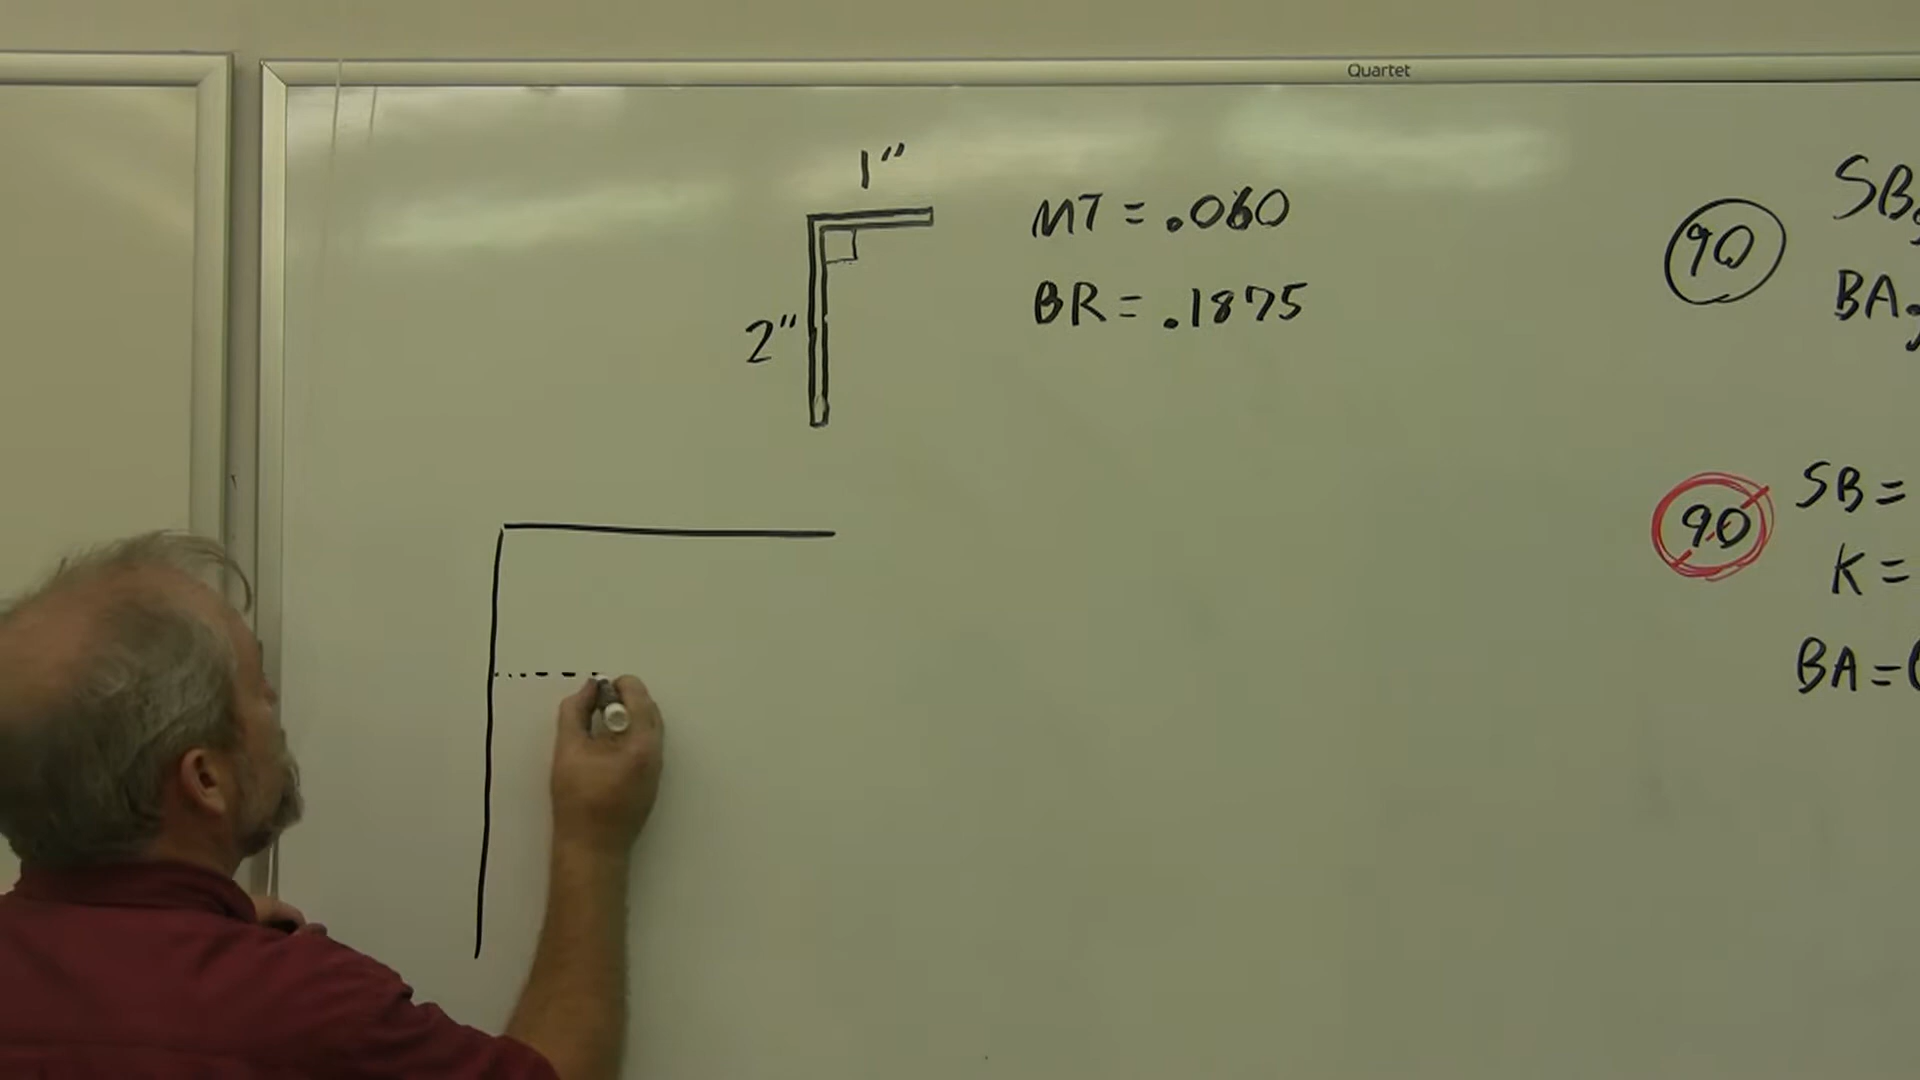 Quartet
1"
2"
MT = .060
BR = .1875
90
SB
BA
90
SB =
K =
BA = (